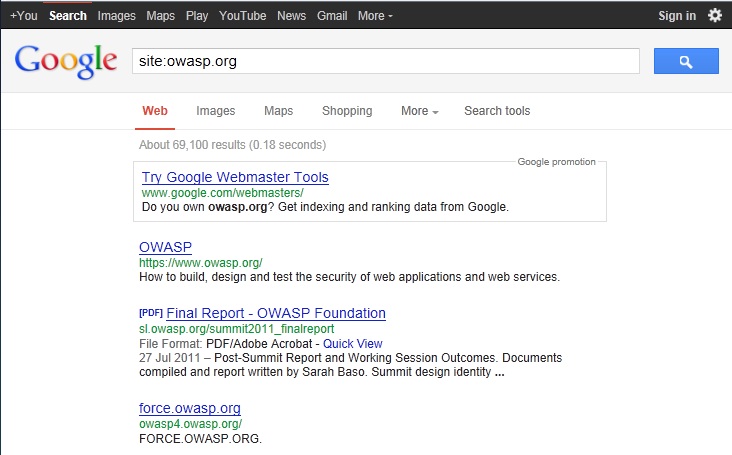 +You Search Images Maps Play YouTube News Gmail More Sign in
Google site:owasp.org
Web Images Maps Shopping More Search tools
About 69,100 results (0.18 seconds)
Google promotion
Try Google Webmaster Tools
www.google.com/webmasters/
Do you own owasp.org? Get indexing and ranking data from Google.
OWASP
https://www.owasp.org/
How to build, design and test the security of web applications and web services.
[PDF] Final Report - OWASP Foundation
sl.owasp.org/summit2011_finalreport
File Format: PDF/Adobe Acrobat - Quick View
27 Jul 2011 – Post-Summit Report and Working Session Outcomes. Documents
compiled and report written by Sarah Baso. Summit design identity ...
force.owasp.org
owasp4.owasp.org/
FORCE.OWASP.ORG.